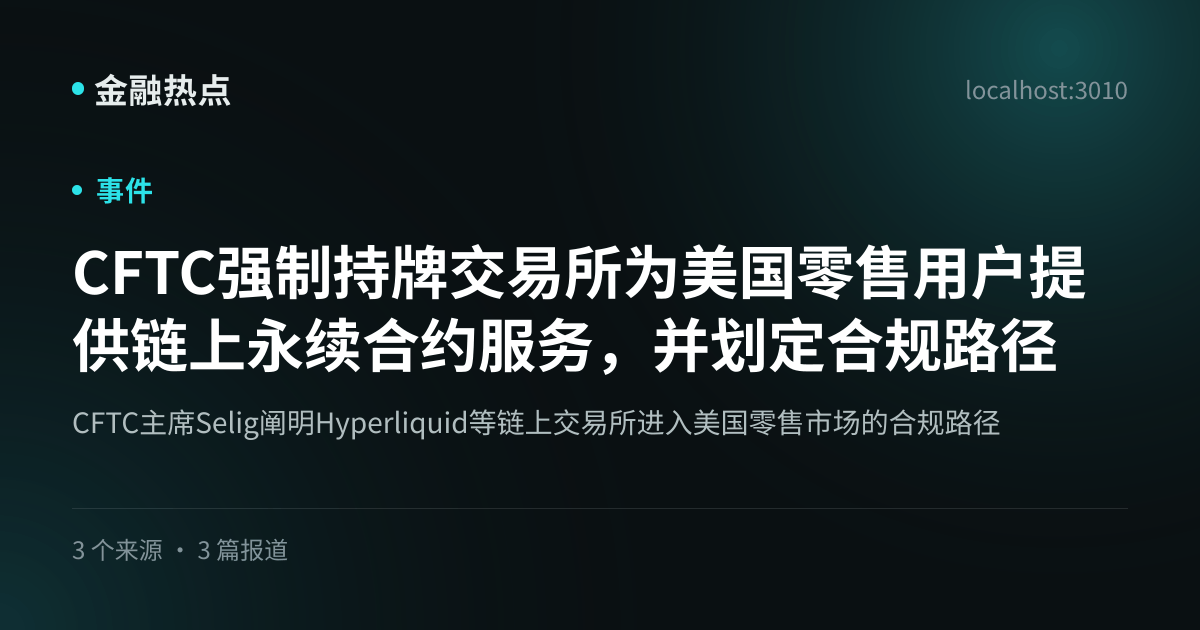 金融热点
localhost:3010
事件
CFTC强制持牌交易所为美国零售用户提
供链上永续合约服务，并划定合规路径
CFTC主席Selig阐明Hyperliquid等链上交易所进入美国零售市场的合规路径
3 个来源 · 3 篇报道